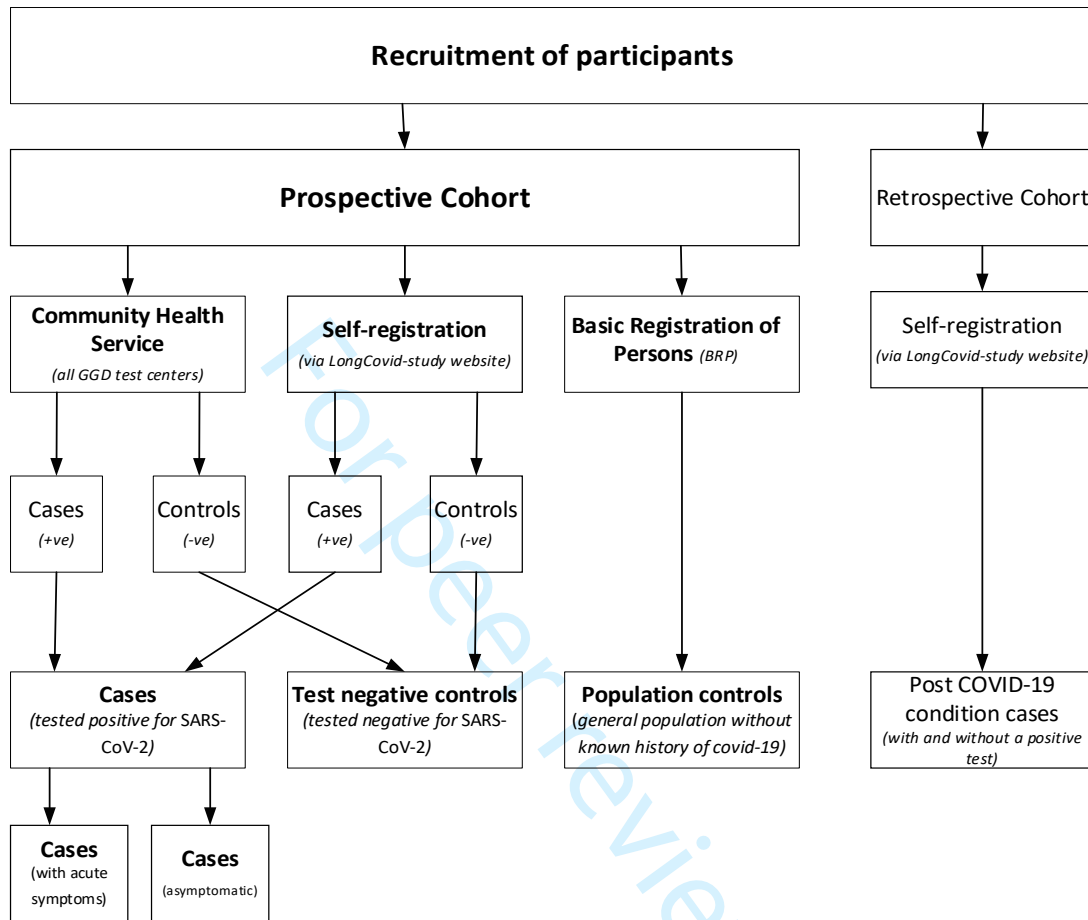 Recruitment of participants
Prospective Cohort
Retrospective Cohort
Community Health
Service
(all GGD test centers)
Self-registration
(via LongCovid-study website)
Basic Registration of
Persons (BRP)
Self-registration
(via LongCovid-study website)
Cases
(+ve)
Controls
(-ve)
Cases
(+ve)
Controls
(-ve)
Cases
(tested positive for SARS-
CoV-2)
Test negative controls
(tested negative for SARS-
CoV-2)
Population controls
(general population without
known history of covid-19)
Post COVID-19
condition cases
(with and without a positive
test)
Cases
(with acute
symptoms)
Cases
(asymptomatic)
For peer revie